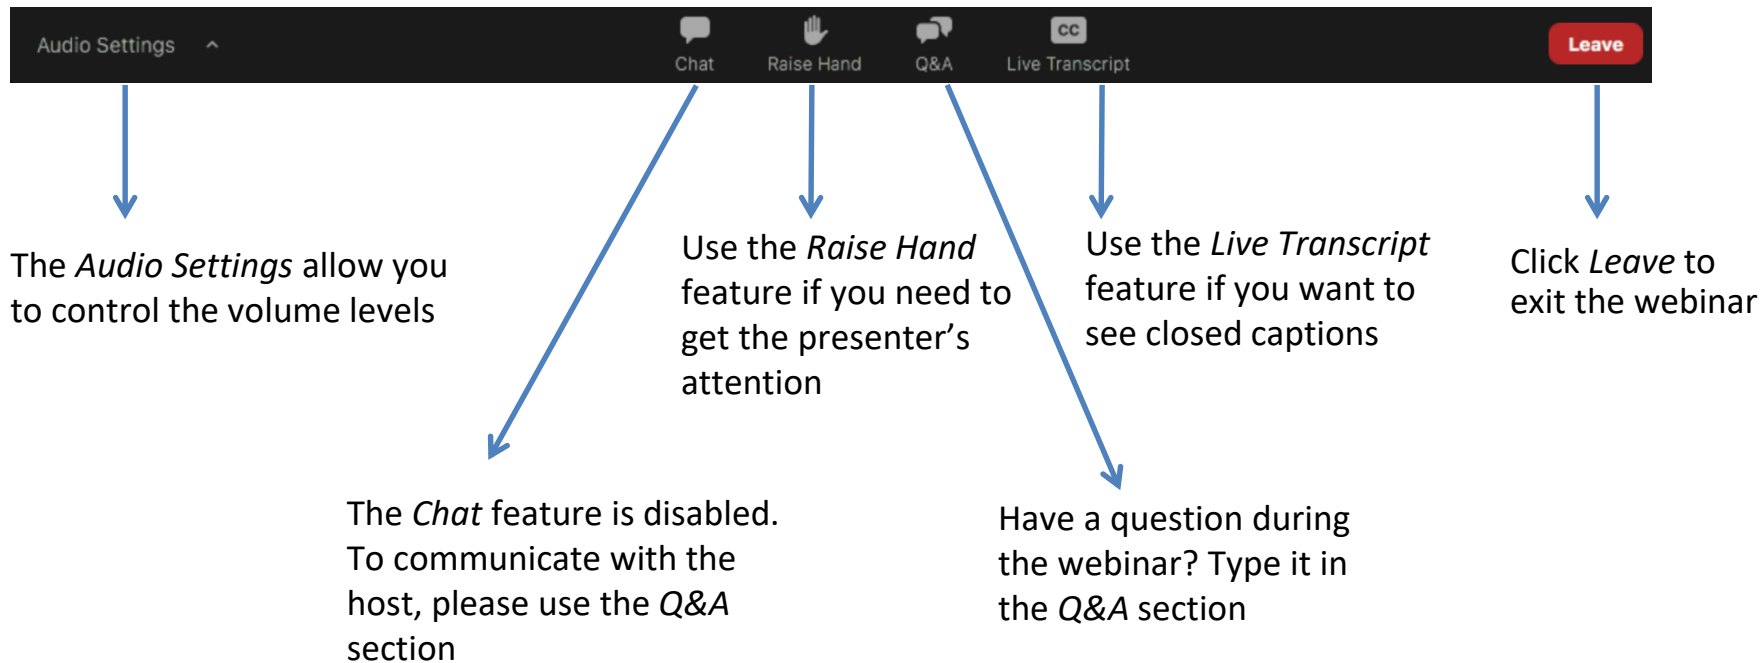 Audio Settings
Chat
Raise Hand
Q&A
CC
Live Transcript
Leave
The Audio Settings allow you
to control the volume levels
Use the Raise Hand
feature if you need to
get the presenter’s
attention
Use the Live Transcript
feature if you want to
see closed captions
Click Leave to
exit the webinar
The Chat feature is disabled.
To communicate with the
host, please use the Q&A
section
Have a question during
the webinar? Type it in
the Q&A section